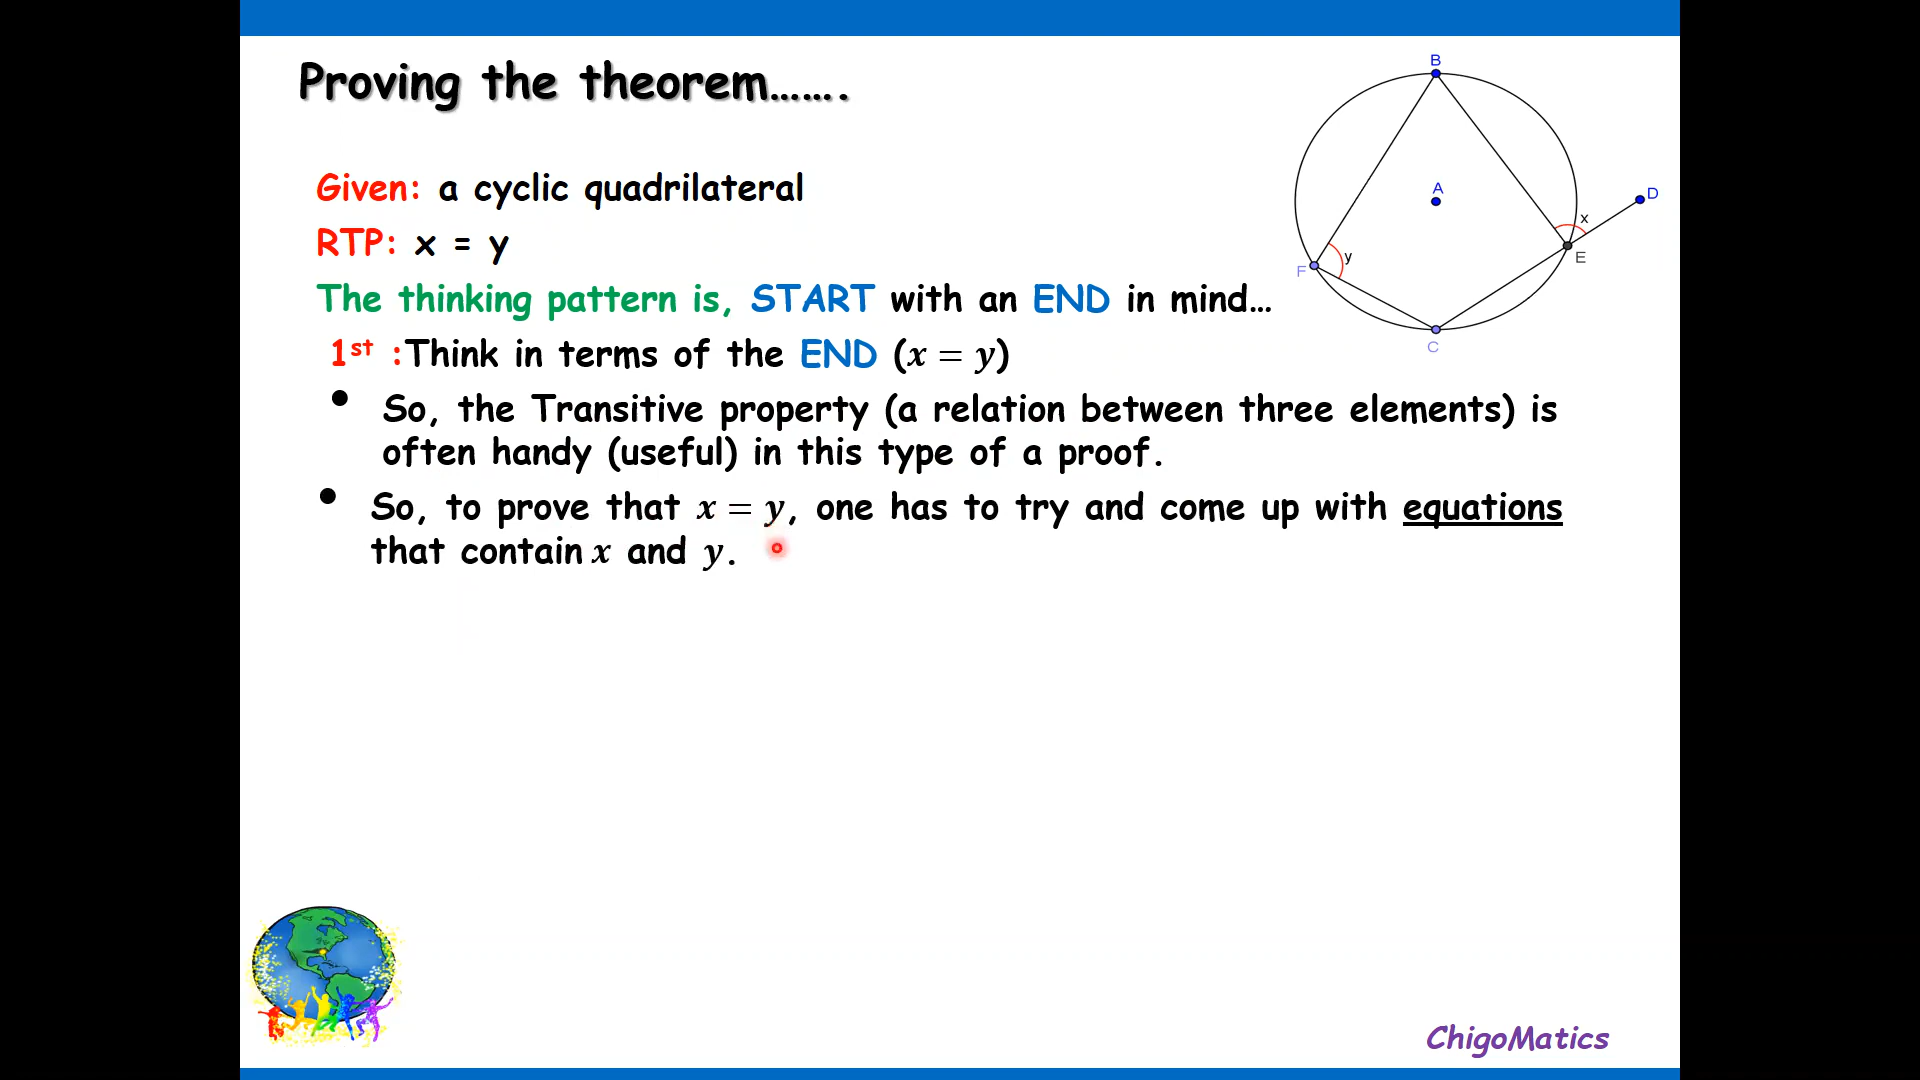 Proving the theorem…….
Given: a cyclic quadrilateral
RTP: x = y
The thinking pattern is, START with an END in mind…
1st :Think in terms of the END (x = y)
• So, the Transitive property (a relation between three elements) is
often handy (useful) in this type of a proof.
• So, to prove that x = y, one has to try and come up with equations
that contain x and y.
B
A
D
x
E
y
F
C
ChigoMatics